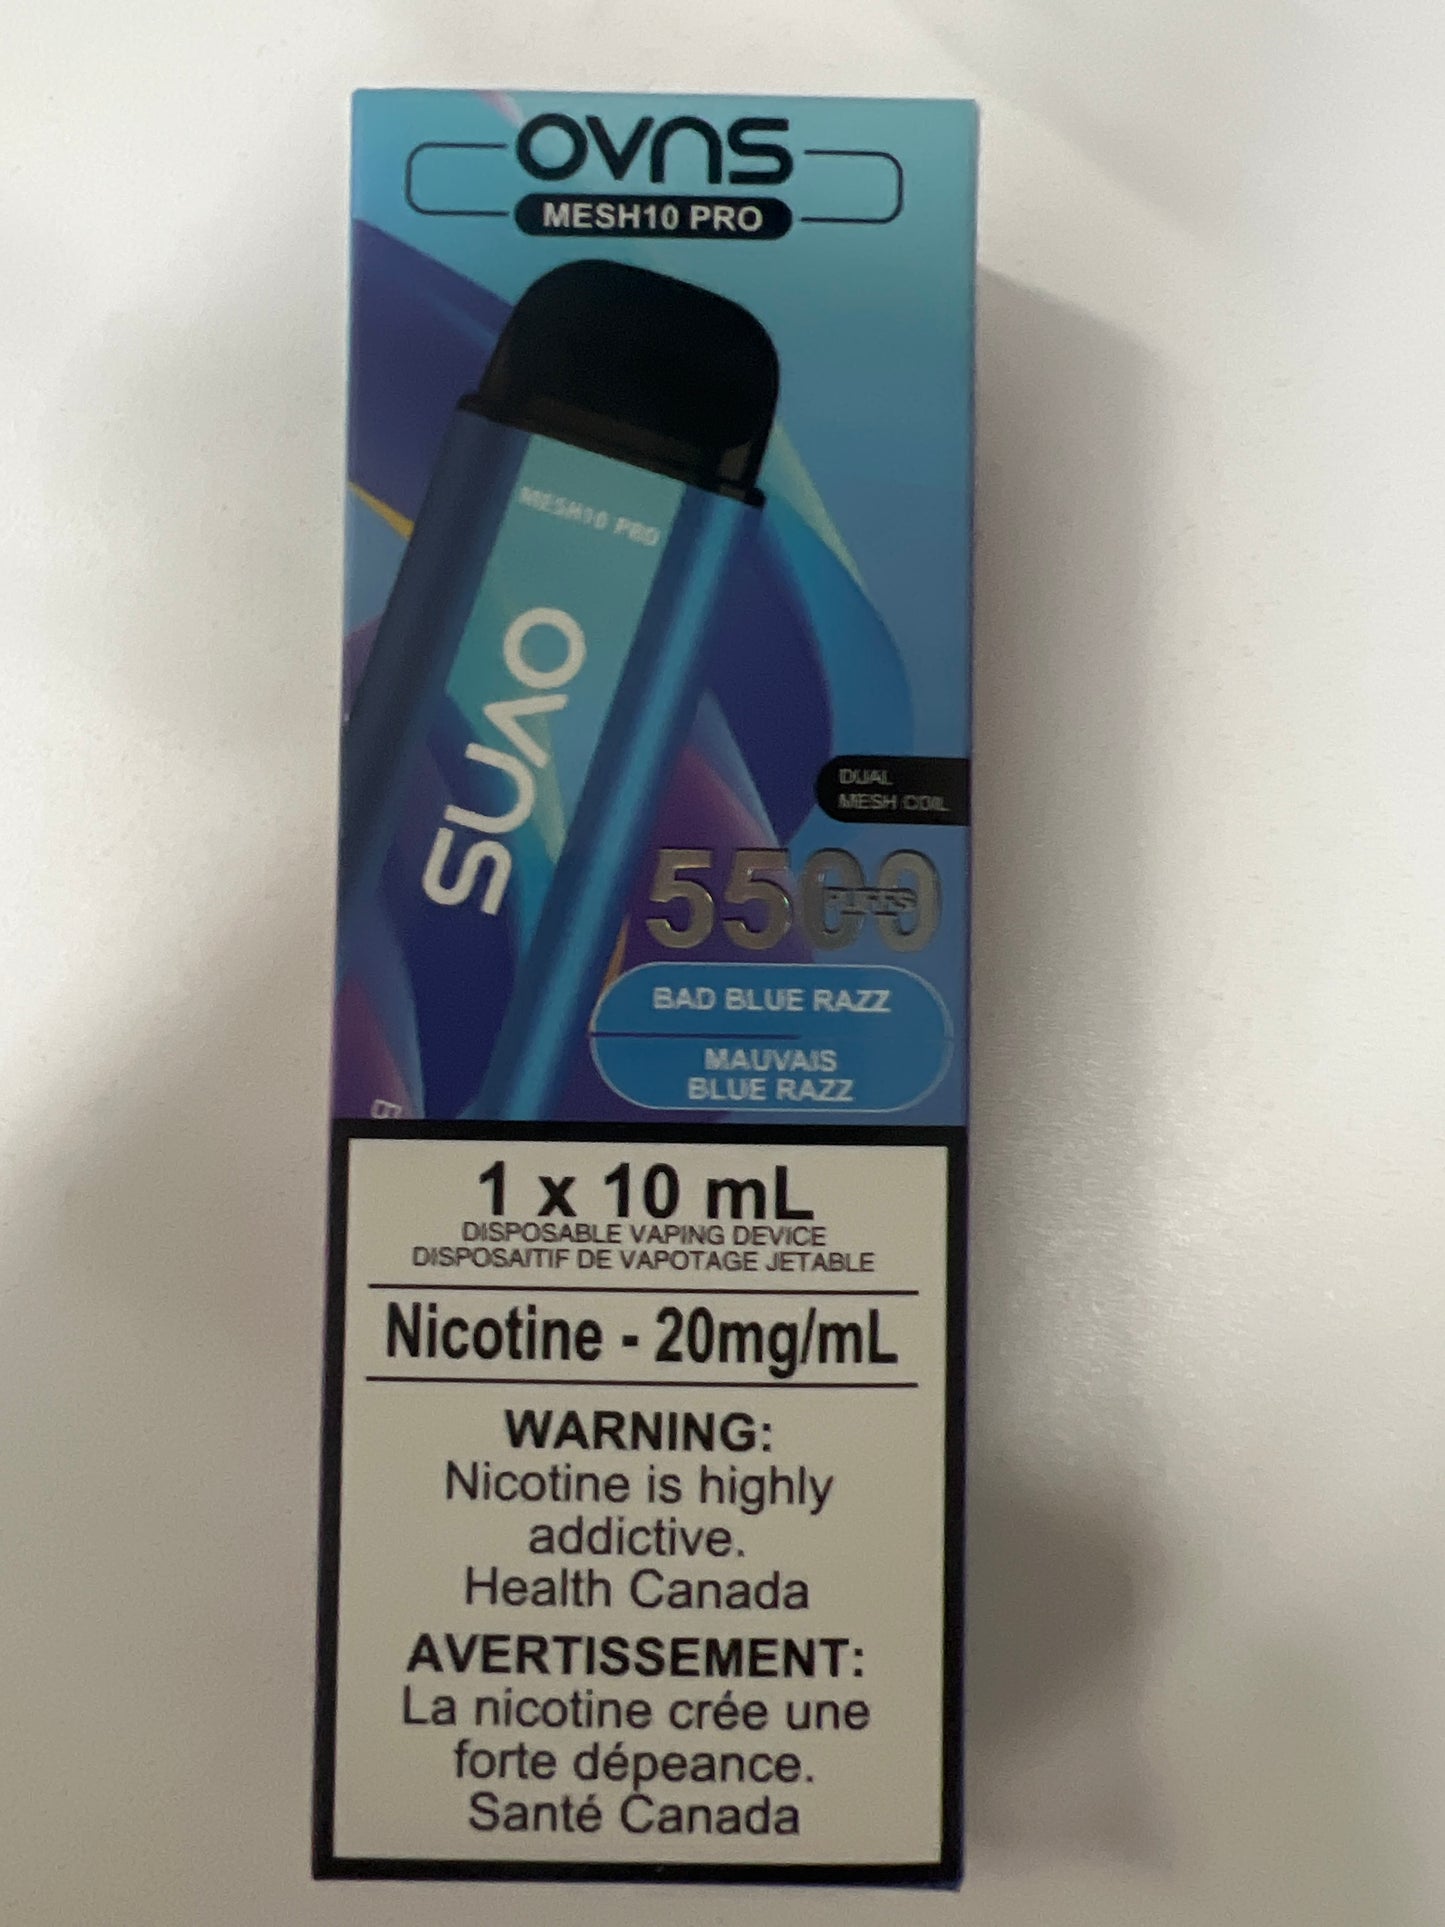 OVNS
MESH10 PRO
MESH10 PRO
OVNS
DUAL
MESH COIL
5500
PUFFS
BAD BLUE RAZZ
MAUVAIS
BLUE RAZZ
1 x 10 mL
DISPOSABLE VAPING DEVICE
DISPOSAITIF DE VAPOTAGE JETABLE
Nicotine - 20mg/mL
WARNING:
Nicotine is highly
addictive.
Health Canada
AVERTISSEMENT:
La nicotine crée une
forte dépeance.
Santé Canada